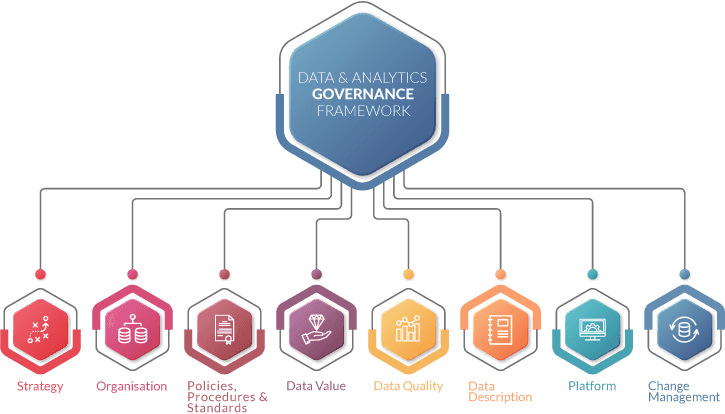 DATA & ANALYTICS
GOVERNANCE
FRAMEWORK
Strategy
Organisation
Policies,
Procedures &
Standards
Data Value
Data Quality
Data
Description
Platform
Change
Management